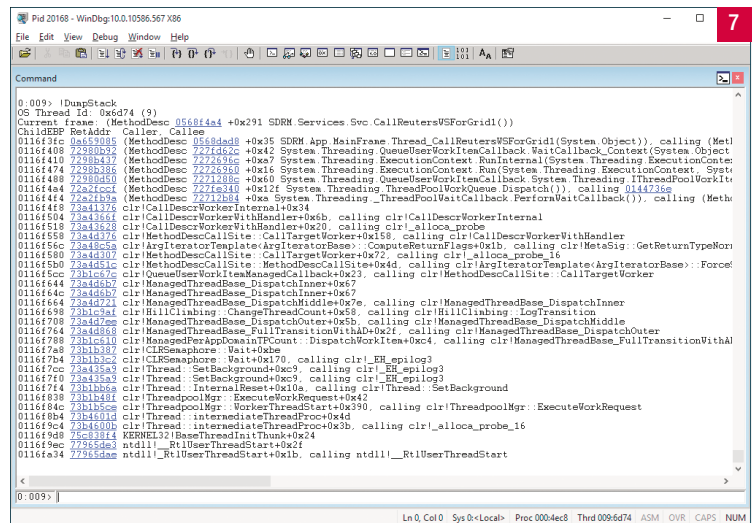 Pid 20168 - WinDbg:10.0.10586.567 X86
7
File Edit View Debug Window Help
Command
0:009> !DumpStack
OS Thread Id: 0x6d74 (9)
Current frame: (MethodDesc 0568f4a4 +0x291 SDRM.Services.Svc.CallReutersWSForGrid1())
ChildEBP RetAddr  Caller, Callee
0116f3fc 0a659085 (MethodDesc 0568dad8 +0x35 SDRM.App.MainFrame.Thread_CallReutersWSForGrid1(System.Object)), calling (Meth
0116f408 72980b92 (MethodDesc 727fd62c +0x42 System.Threading.QueueUserWorkItemCallback.WaitCallback_Context(System.Object
0116f410 7298b437 (MethodDesc 7272696c +0xa7 System.Threading.ExecutionContext.RunInternal(System.Threading.ExecutionContex
0116f474 7298b386 (MethodDesc 72726960 +0x16 System.Threading.ExecutionContext.Run(System.Threading.ExecutionContext, Syste
0116f488 72980d50 (MethodDesc 7271288c +0x60 System.Threading.QueueUserWorkItemCallback.System.Threading.IThreadPoolWorkIte
0116f4a4 72a2fccf (MethodDesc 727fe340 +0x12f System.Threading.ThreadPoolWorkQueue.Dispatch()), calling 0144736e
0116f4f4 72a2fb9a (MethodDesc 72712b84 +0xa System.Threading._ThreadPoolWaitCallback.PerformWaitCallback()), calling (Metho
0116f4f8 73a41376 clr!CallDescrWorkerInternal+0x34
0116f504 73a4366f clr!CallDescrWorkerWithHandler+0x6b, calling clr!CallDescrWorkerInternal
0116f518 73a43628 clr!CallDescrWorkerWithHandler+0x20, calling clr!_alloca_probe
0116f558 73a4d376 clr!MethodDescCallSite::CallTargetWorker+0x158, calling clr!CallDescrWorkerWithHandler
0116f56c 73a48c5a clr!ArgIteratorTemplate<ArgIteratorBase>::ComputeReturnFlags+0x1b, calling clr!MetaSig::GetReturnTypeNorm
0116f580 73a4d307 clr!MethodDescCallSite::CallTargetWorker+0x72, calling clr!_alloca_probe_16
0116f5b0 73a4d51c clr!MethodDescCallSite::MethodDescCallSite+0x4d, calling clr!ArgIteratorTemplate<ArgIteratorBase>::ForceS
0116f5cc 73b1c67c clr!QueueUserWorkItemManagedCallback+0x23, calling clr!MethodDescCallSite::CallTargetWorker
0116f644 73a4d6b7 clr!ManagedThreadBase_DispatchInner+0x67
0116f64c 73a4d6b7 clr!ManagedThreadBase_DispatchInner+0x67
0116f664 73a4d721 clr!ManagedThreadBase_DispatchMiddle+0x7e, calling clr!ManagedThreadBase_DispatchInner
0116f698 73b1c9af clr!HillClimbing::ChangeThreadCount+0x58, calling clr!HillClimbing::LogTransition
0116f708 73a4d7ee clr!ManagedThreadBase_DispatchOuter+0x5b, calling clr!ManagedThreadBase_DispatchMiddle
0116f764 73a4d868 clr!ManagedThreadBase_FullTransitionWithAD+0x2f, calling clr!ManagedThreadBase_DispatchOuter
0116f788 73b1c610 clr!ManagedPerAppDomainTPCount::DispatchWorkItem+0xc4, calling clr!ManagedThreadBase_FullTransitionWithAD
0116f7a8 73b1b387 clr!CLRSemaphore::Wait+0xbe
0116f7b4 73b1b3c2 clr!CLRSemaphore::Wait+0x170, calling clr!_EH_epilog3
0116f7cc 73a435a9 clr!Thread::SetBackground+0xc9, calling clr!_EH_epilog3
0116f7f0 73a435a9 clr!Thread::SetBackground+0xc9, calling clr!_EH_epilog3
0116f7f4 73b1bb6a clr!Thread::InternalReset+0x10a, calling clr!Thread::SetBackground
0116f838 73b1b48f clr!ThreadpoolMgr::ExecuteWorkRequest+0x42
0116f84c 73b1b5ce clr!ThreadpoolMgr::WorkerThreadStart+0x390, calling clr!ThreadpoolMgr::ExecuteWorkRequest
0116f8b4 73b4601d clr!Thread::intermediateThreadProc+0x4d
0116f9c4 73b4600b clr!Thread::intermediateThreadProc+0x3b, calling clr!_alloca_probe_16
0116f9d8 75c838f4 KERNEL32!BaseThreadInitThunk+0x24
0116f9ec 77965de3 ntdll!__RtlUserThreadStart+0x2f
0116fa34 77965dae ntdll!_RtlUserThreadStart+0x1b, calling ntdll!__RtlUserThreadStart
0:009>
Ln 0, Col 0 Sys 0:<Local> Proc 000:4ec8 Thrd 009:6d74 ASM OVR CAPS NUM